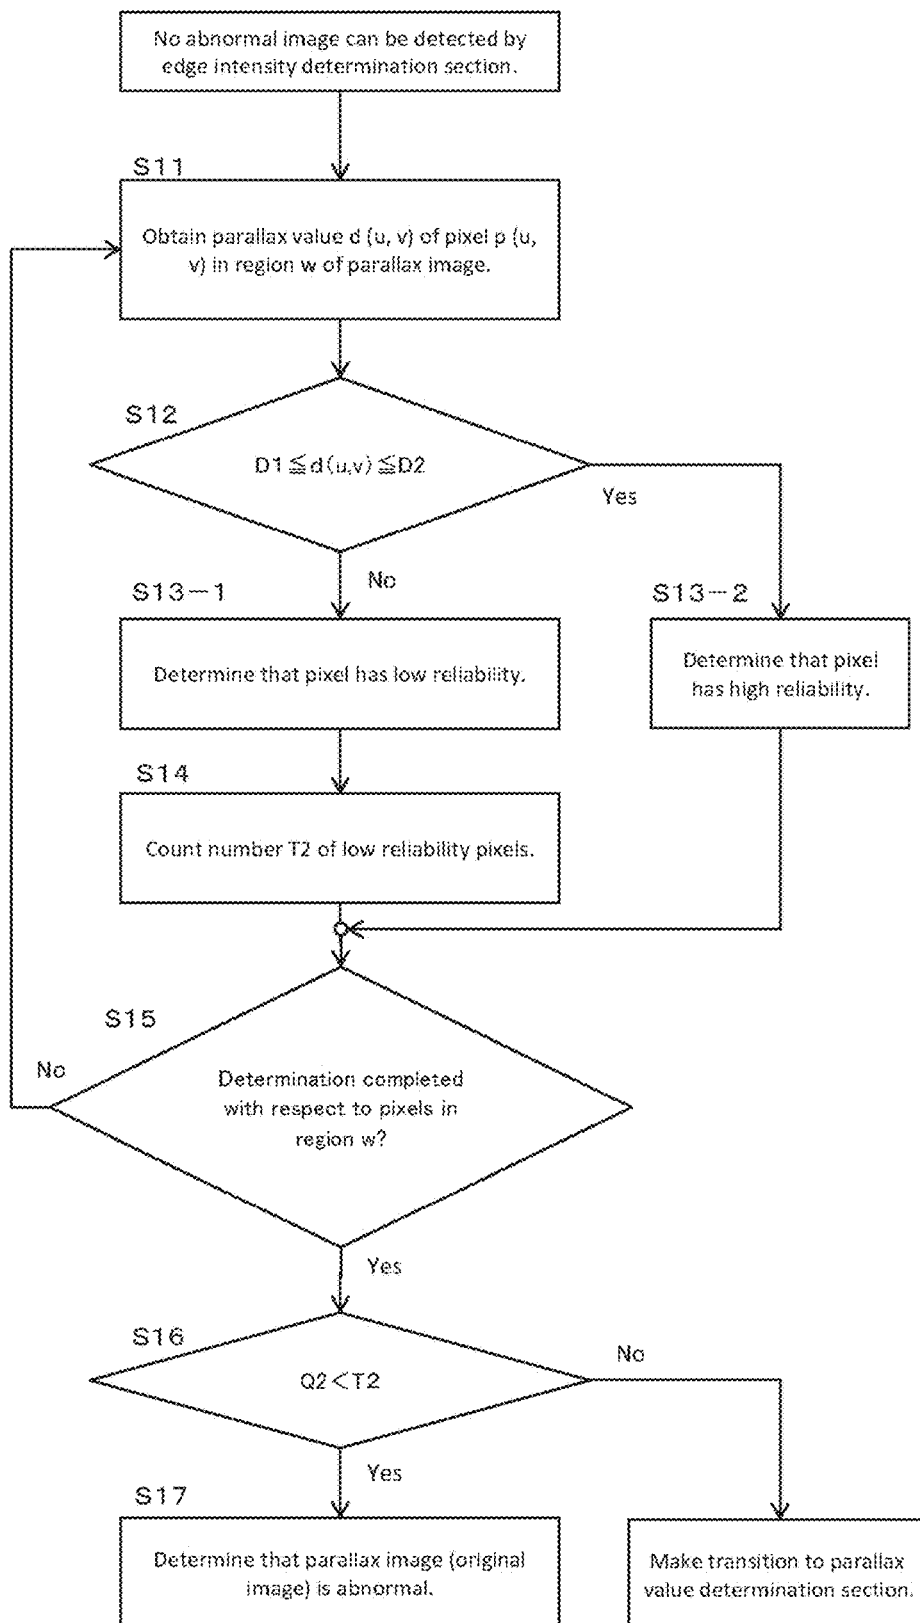 No abnormal image can be detected by
edge intensity determination section.
S11
Obtain parallax value d (u, v) of pixel p (u,
v) in region w of parallax image.
S12
D1≦d(u,v)≦D2
Yes
No
S13-1
S13-2
Determine that pixel has low reliability.
Determine that pixel
has high reliability.
S14
Count number T2 of low reliability pixels.
S15
No
Determination completed
with respect to pixels in
region w?
Yes
S16
Q2<T2
No
Yes
S17
Determine that parallax image (original
image) is abnormal.
Make transition to parallax
value determination section.